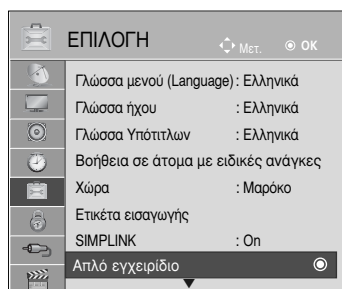 ΕΠΙΛΟΓΗ Μετ. OK
Γλώσσα μενού (Language) : Ελληνικά
Γλώσσα ήχου : Ελληνικά
Γλώσσα Υπότιτλων : Ελληνικά
Βοήθεια σε άτομα με ειδικές ανάγκες
Χώρα : Μαρόκο
Ετικέτα εισαγωγής
SIMPLINK : On
Απλό εγχειρίδιο